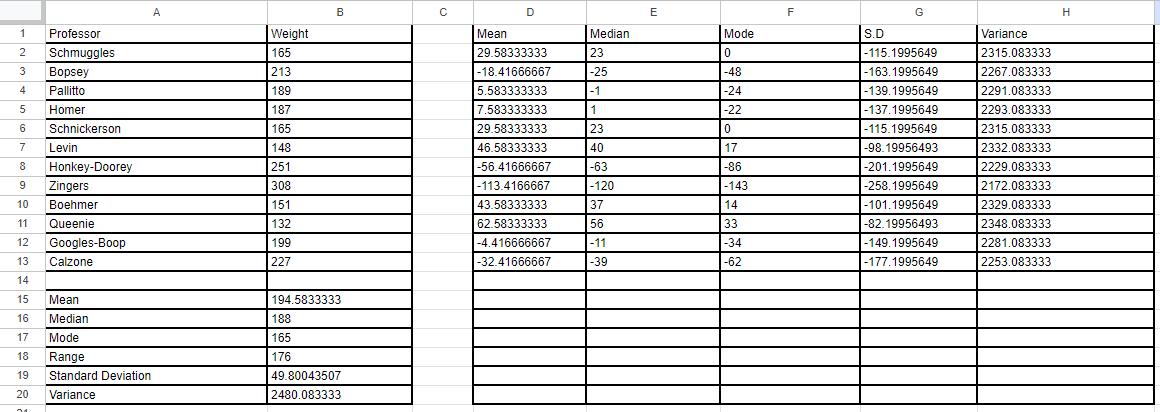 A B C D E F G H
1 Professor Weight Mean Median Mode S.D Variance
2 Schmuggles 165 29.58333333 23 0 -115.1995649 2315.083333
3 Bopsey 213 -18.41666667 -25 -48 -163.1995649 2267.083333
4 Pallitto 189 5.583333333 -1 -24 -139.1995649 2291.083333
5 Homer 187 7.583333333 1 -22 -137.1995649 2293.083333
6 Schnickerson 165 29.58333333 23 0 -115.1995649 2315.083333
7 Levin 148 46.58333333 40 17 -98.19956493 2332.083333
8 Honkey-Doorey 251 -56.41666667 -63 -86 -201.1995649 2229.083333
9 Zingers 308 -113.4166667 -120 -143 -258.1995649 2172.083333
10 Boehmer 151 43.58333333 37 14 -101.1995649 2329.083333
11 Queenie 132 62.58333333 56 33 -82.19956493 2348.083333
12 Googles-Boop 199 -4.416666667 -11 -34 -149.1995649 2281.083333
13 Calzone 227 -32.41666667 -39 -62 -177.1995649 2253.083333
14
15 Mean 194.5833333
16 Median 188
17 Mode 165
18 Range 176
19 Standard Deviation 49.80043507
20 Variance 2480.083333